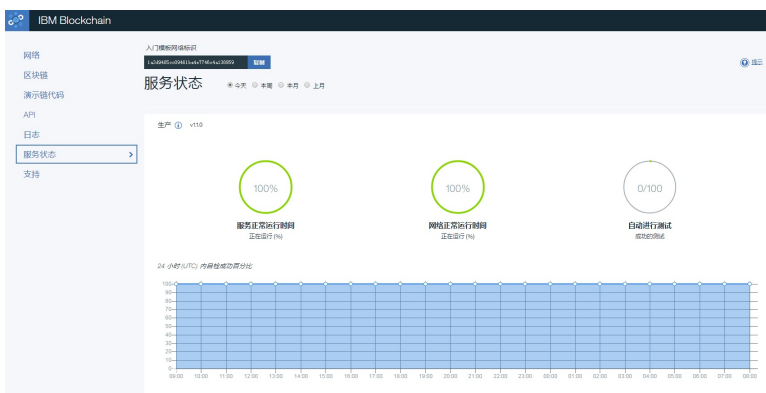 IBM Blockchain
网络
区块链
演示链代码
API
日志
服务状态
支持
入门模板网络标识
复制
提示
服务状态 今天 本周 本月 上月
生产 v1.1.0
100%
服务正常运行时间
正在运行 (%)
100%
网络正常运行时间
正在运行 (%)
0/100
自动进行测试
成功的测试
24 小时 (UTC) 内目检成功百分比
100
90
80
70
60
50
40
30
20
10
0
09:00 10:00 11:00 12:00 13:00 14:00 15:00 16:00 17:00 18:00 19:00 20:00 21:00 22:00 23:00 00:00 01:00 02:00 03:00 04:00 05:00 06:00 07:00 08:00